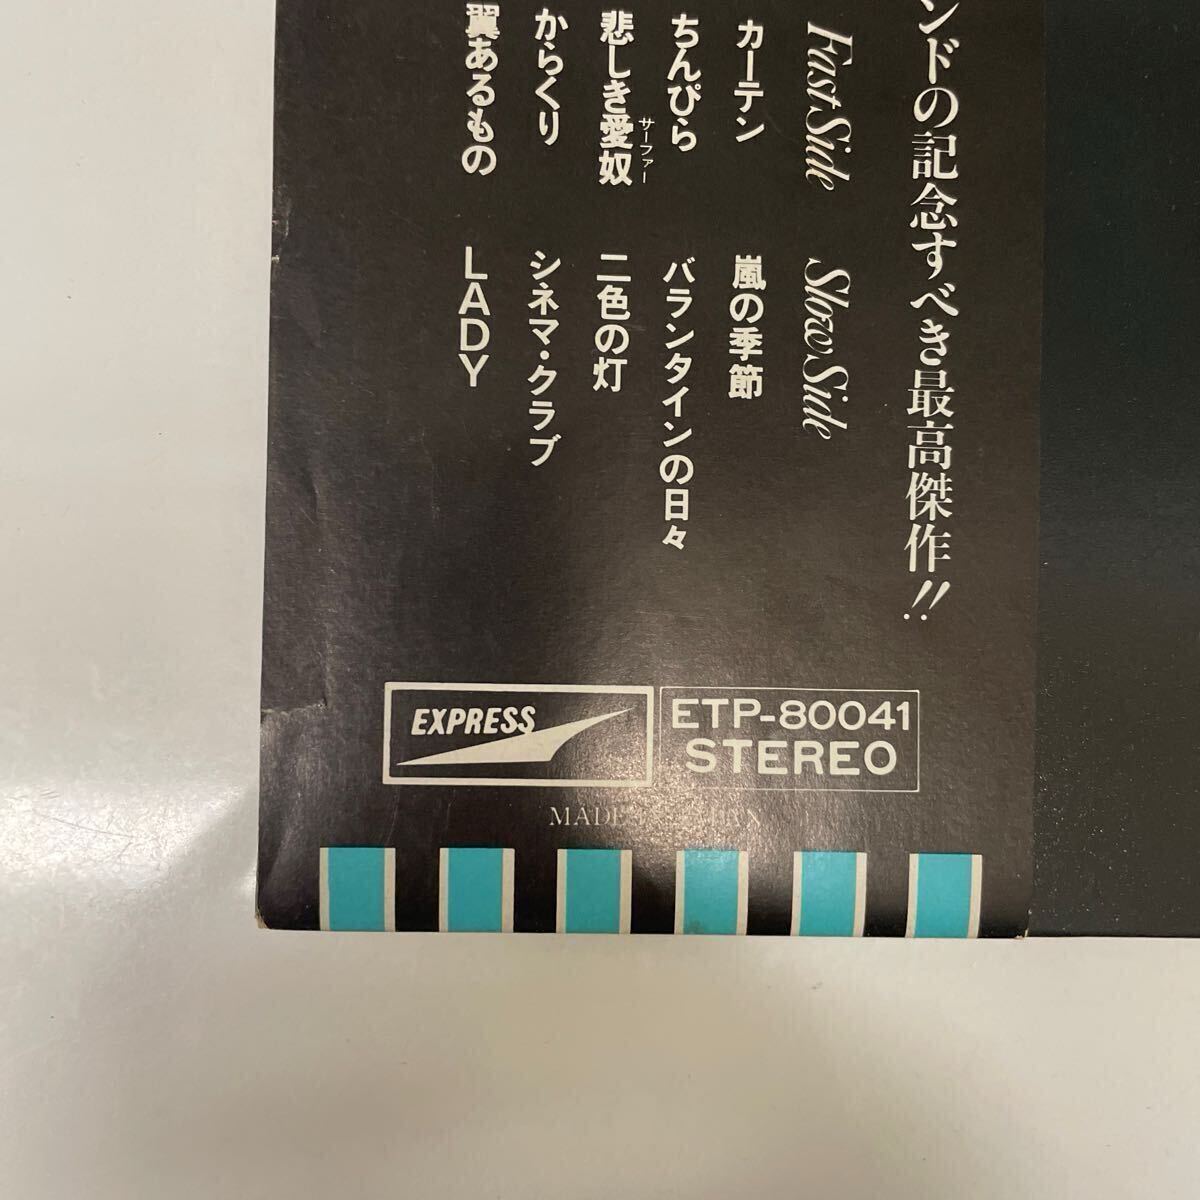 ンドの記念すべき最高傑作!!
Fast Side
カーテン
ちんぴら
悲しき愛奴
サーファー
からくり
翼あるもの
Slow Side
嵐の季節
バランタインの日々
二色の灯
シネマ・クラブ
LADY
EXPRESS
ETP-80041
STEREO
MADE IN JAPAN